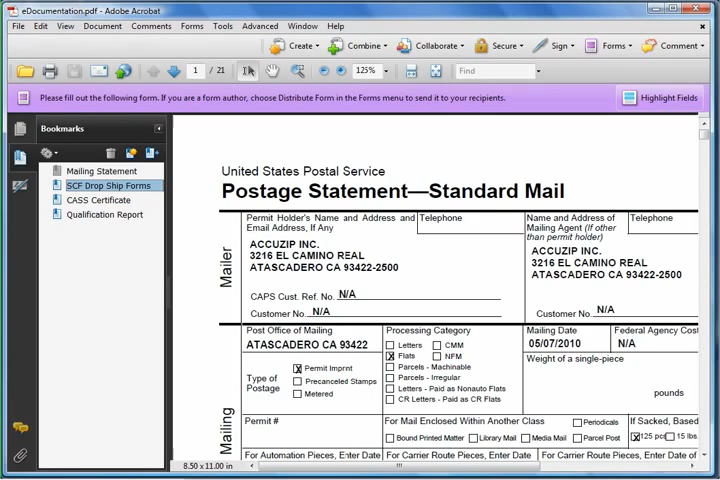 eDocumentation.pdf - Adobe Acrobat
File Edit View Document Comments Forms Tools Advanced Window Help
Create Combine Collaborate Secure Sign Forms Comment
1 / 21 125% Find
Please fill out the following form. If you are a form author, choose Distribute Form in the Forms menu to send it to your recipients. Highlight Fields
Bookmarks
Mailing Statement
SCF Drop Ship Forms
CASS Certificate
Qualification Report
United States Postal Service
Postage Statement—Standard Mail
Mailer
Permit Holder's Name and Address and
Email Address, If Any
Telephone
ACCUZIP INC.
3216 EL CAMINO REAL
ATASCADERO CA 93422-2500
CAPS Cust. Ref. No. N/A
Customer No. N/A
Name and Address of
Mailing Agent (If other
than permit holder)
Telephone
ACCUZIP INC.
3216 EL CAMINO REAL
ATASCADERO CA 93422-2500
Customer No. N/A
Mailing
Post Office of Mailing
ATASCADERO CA 93422
Type of
Postage
X Permit Imprint
Precanceled Stamps
Metered
Processing Category
Letters CMM
X Flats NFM
Parcels - Machinable
Parcels - Irregular
Letters - Paid as Nonauto Flats
CR Letters - Paid as CR Flats
Mailing Date
05/07/2010
Federal Agency Cost
N/A
Weight of a single-piece
pounds
Permit #
For Mail Enclosed Within Another Class Periodicals
Bound Printed Matter Library Mail Media Mail Parcel Post
If Sacked, Based
X 125 pcs 15 lbs.
For Automation Pieces, Enter Date For Carrier Route Pieces, Enter Date For Carrier Route Pieces, Enter Date of
8.50 x 11.00 in